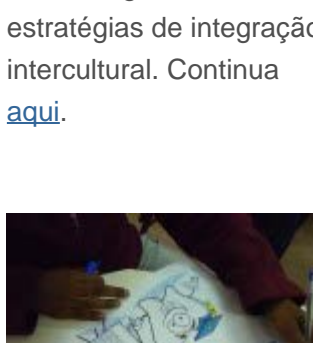 estratégias de integração
intercultural. Continua
aqui.